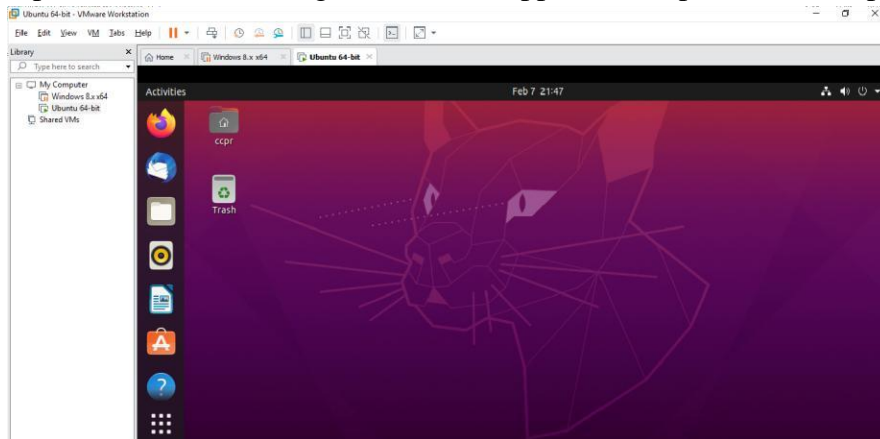 Ubuntu 64-bit - VMware Workstation
File Edit View VM Tabs Help
Library
Type here to search
My Computer
Windows 8.x x64
Ubuntu 64-bit
Shared VMs
Home
Windows 8.x x64
Ubuntu 64-bit
Activities
Feb 7 21:47
ccpr
Trash